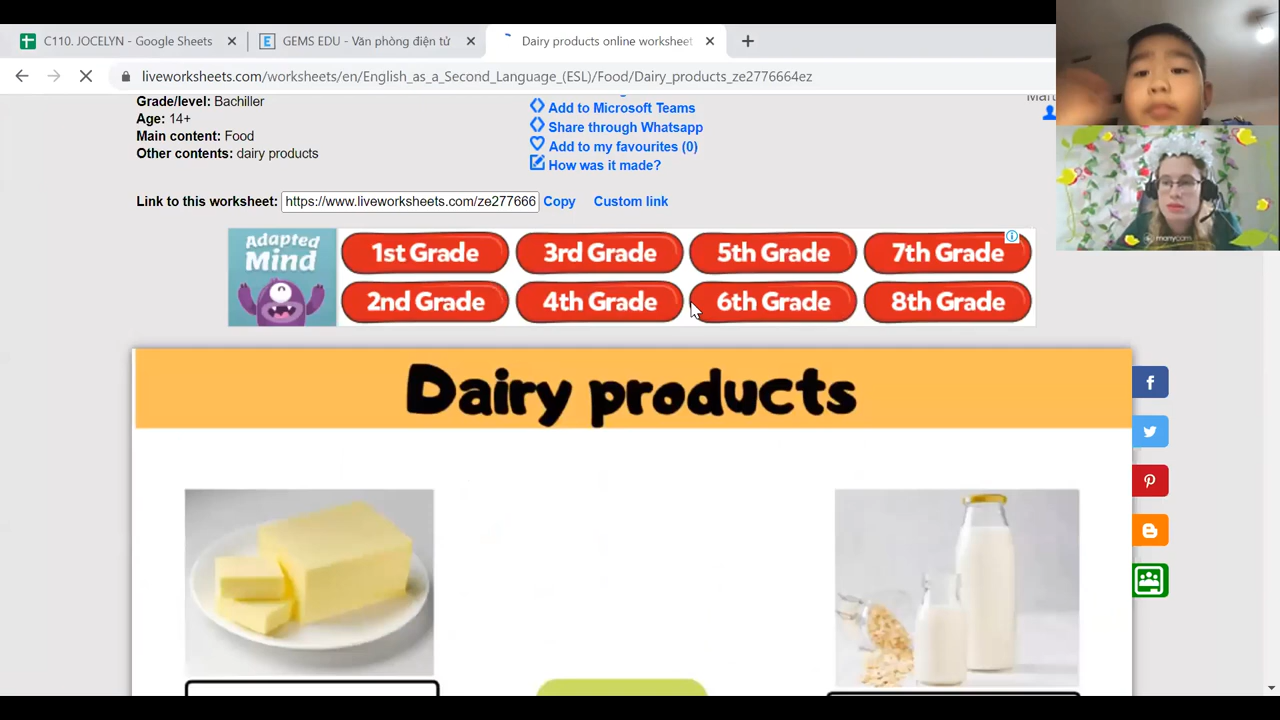 C110. JOCELYN - Google Sheets
GEMS EDU - Văn phòng điện tử
Dairy products online worksheet
liveworksheets.com/worksheets/en/English_as_a_Second_Language_(ESL)/Food/Dairy_products_ze2776664ez
Grade/level: Bachiller
Age: 14+
Main content: Food
Other contents: dairy products
Add to Microsoft Teams
Share through Whatsapp
Add to my favourites (0)
How was it made?
Link to this worksheet: https://www.liveworksheets.com/ze277666 Copy Custom link
Adapted Mind
1st Grade 3rd Grade 5th Grade 7th Grade
2nd Grade 4th Grade 6th Grade 8th Grade
Dairy products
manycam